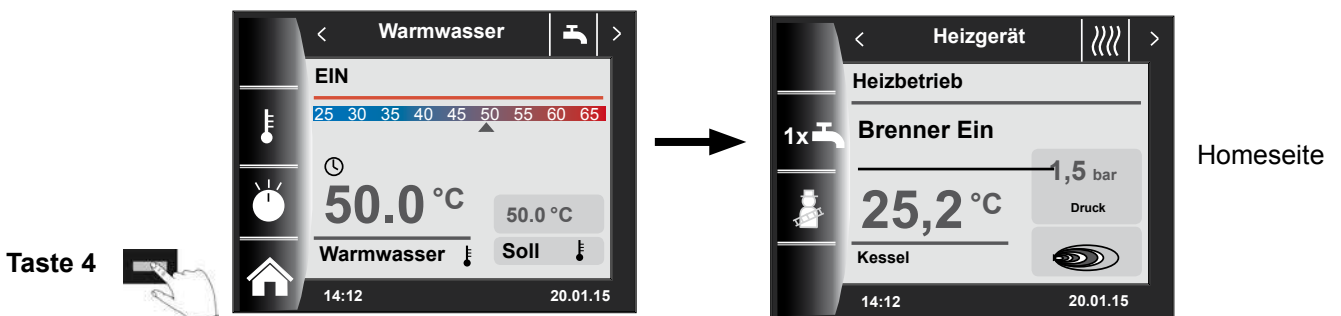 Warmwasser
EIN
25 30 35 40 45 50 55 60 65
50.0 °C
50.0 °C
Warmwasser
Soll
14:12 20.01.15
Taste 4
Heizgerät
Heizbetrieb
1x
Brenner Ein
1,5 bar
Druck
25,2 °C
Kessel
14:12 20.01.15
Homeseite